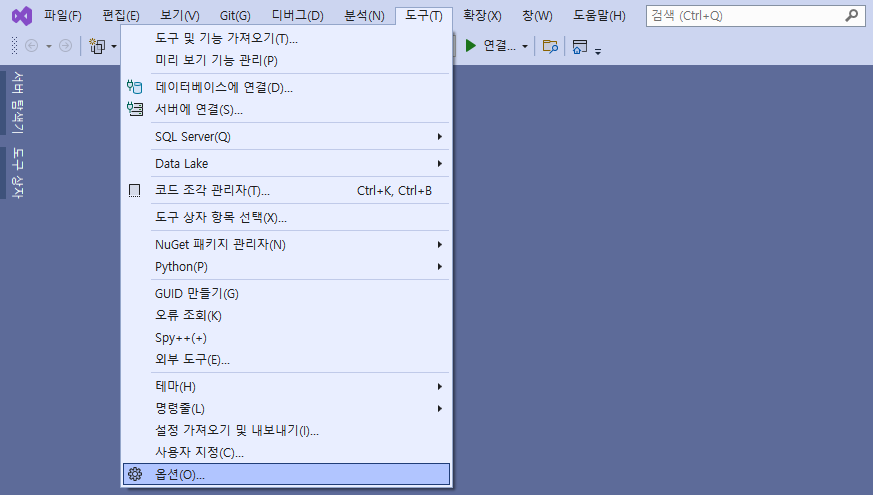 파일(F) 편집(E) 보기(V) Git(G) 디버그(D) 분석(N) 도구(T) 확장(X) 창(W) 도움말(H) 검색 (Ctrl+Q)
연결...
서버 탐색기
도구 상자
도구 및 기능 가져오기(T)...
미리 보기 기능 관리(P)
데이터베이스에 연결(D)...
서버에 연결(S)...
SQL Server(Q)
Data Lake
코드 조각 관리자(T)... Ctrl+K, Ctrl+B
도구 상자 항목 선택(X)...
NuGet 패키지 관리자(N)
Python(P)
GUID 만들기(G)
오류 조회(K)
Spy++(+)
외부 도구(E)...
테마(H)
명령줄(L)
설정 가져오기 및 내보내기(I)...
사용자 지정(C)...
옵션(O)...